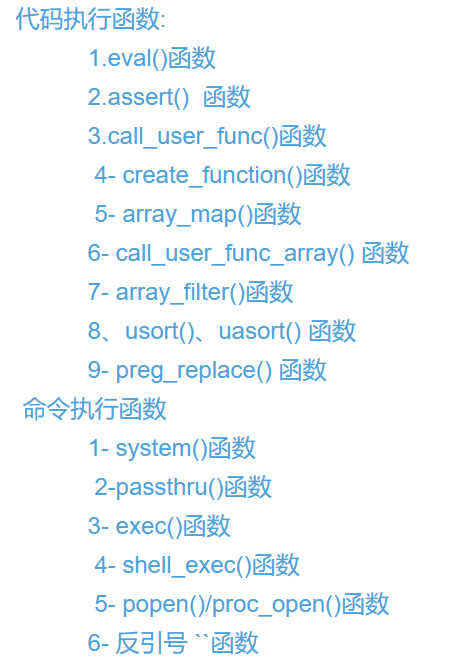 代码执行函数:
1.eval()函数
2.assert()  函数
3.call_user_func()函数
4- create_function()函数
5- array_map()函数
6- call_user_func_array() 函数
7- array_filter()函数
8、usort()、uasort() 函数
9- preg_replace() 函数
命令执行函数
1- system()函数
2-passthru()函数
3- exec()函数
4- shell_exec()函数
5- popen()/proc_open()函数
6- 反引号 ``函数